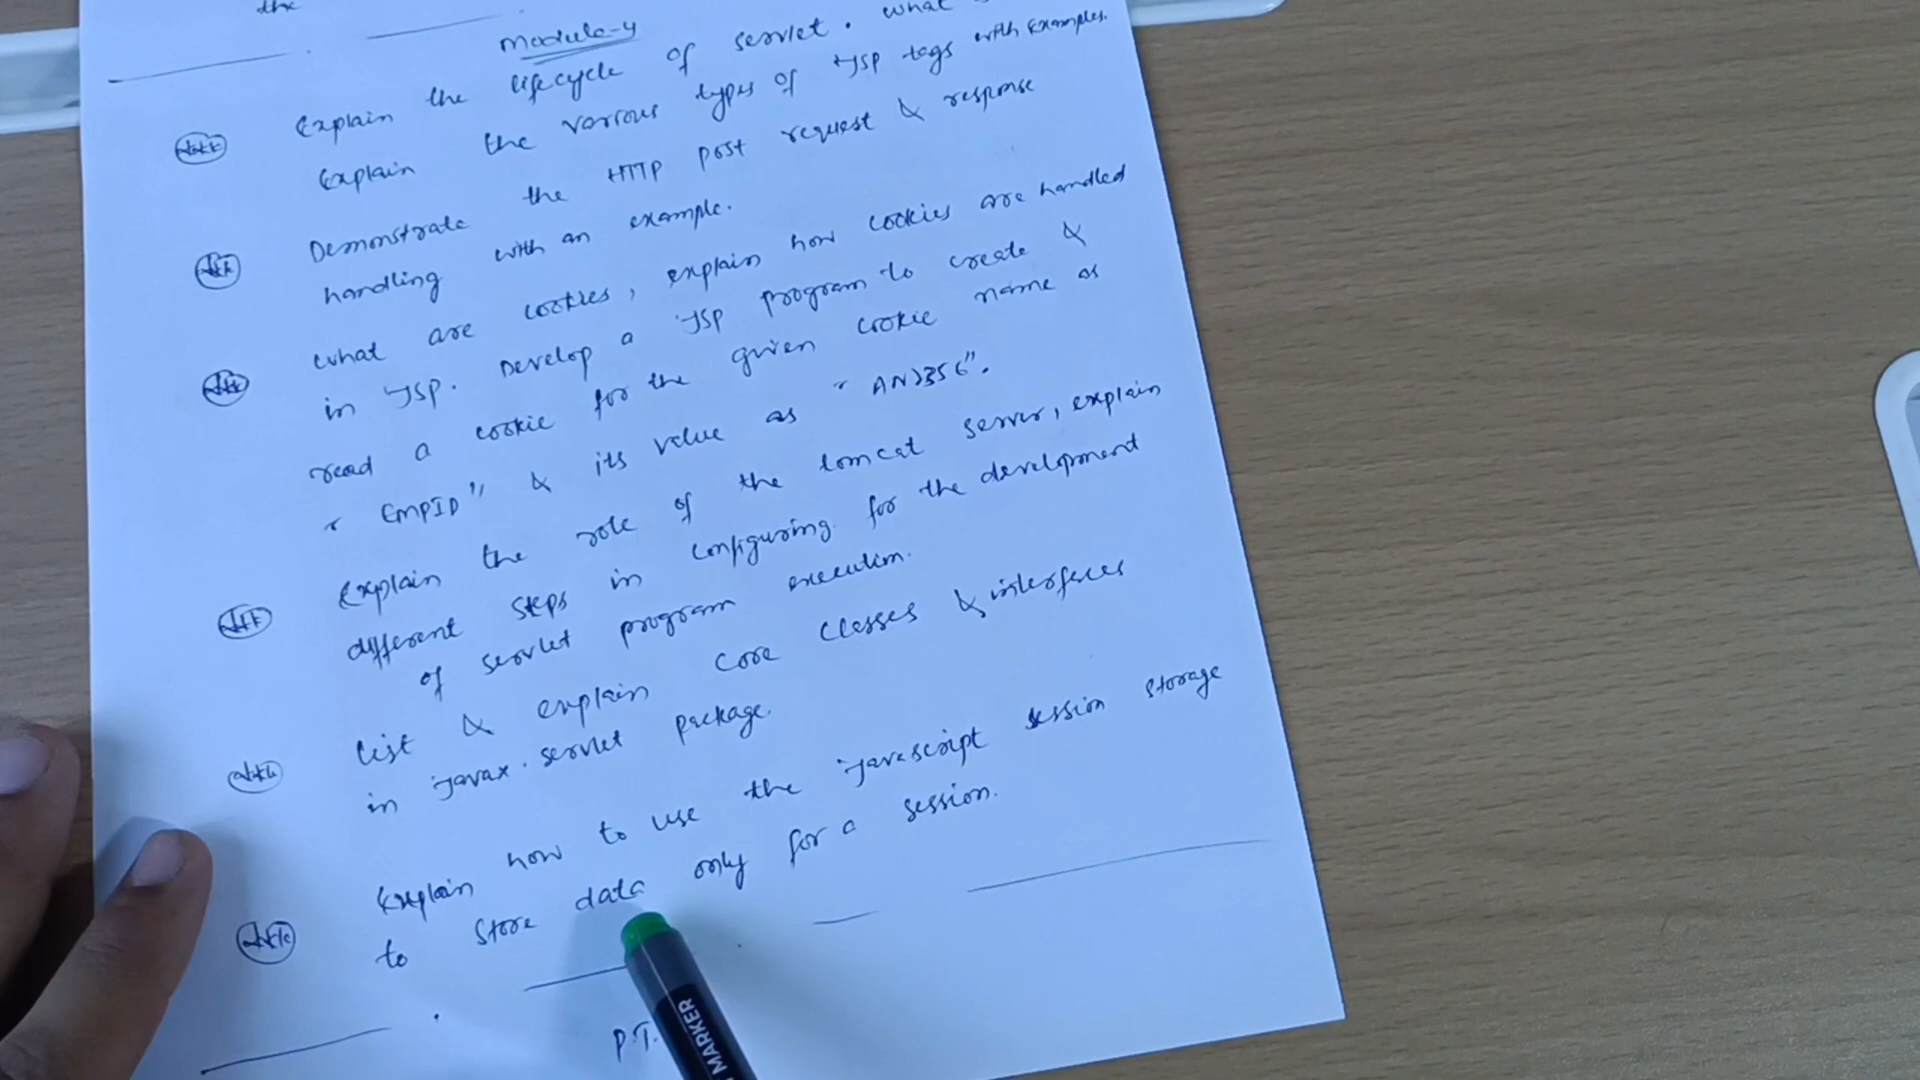 the
Module-4
Explain the lifecycle of servlet. What
Explain the various types of JSP tags with examples.
Demonstrate the HTTP post request & response
handling with an example.
What are cookies, explain how cookies are handled
in JSP. Develop a JSP program to create &
read a cookie for the given cookie name as
"EMPID" & its value as "AN2356".
Explain the role of the tomcat server, explain
different steps in configuring for the development
of servlet program execution.
List & explain core classes & interfaces
in javax.servlet package.
Explain how to use the javascript session storage
to store data only for a session.
P.T.
MARKER